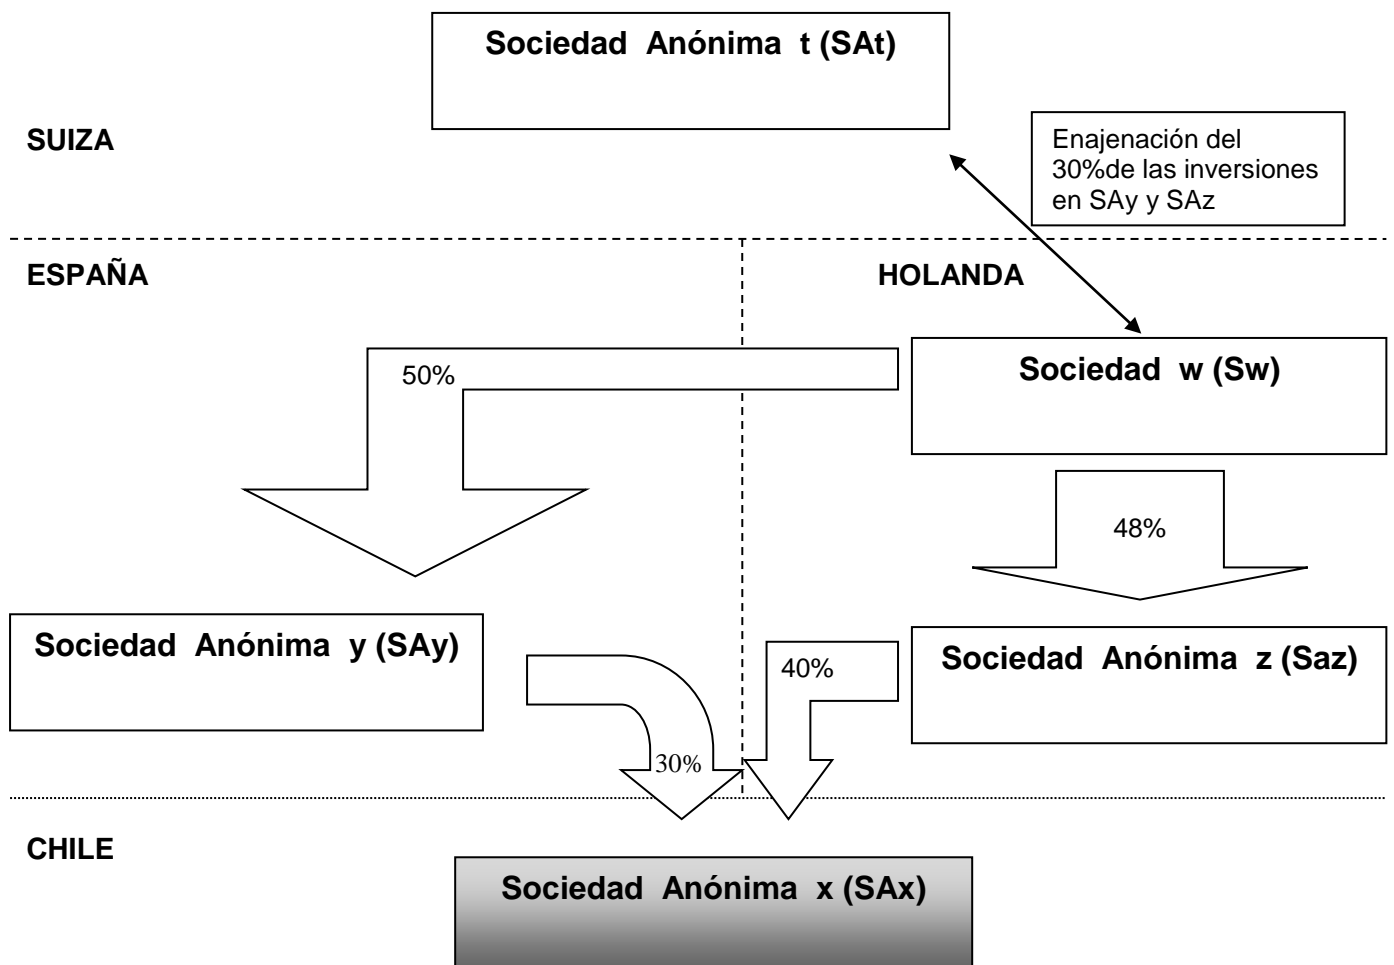 Sociedad Anónima t (SAt)
SUIZA
Enajenación del
30%de las inversiones
en SAy y SAz
ESPAÑA
HOLANDA
Sociedad w (Sw)
50%
48%
Sociedad Anónima y (SAy)
Sociedad Anónima z (Saz)
40%
30%
CHILE
Sociedad Anónima x (SAx)